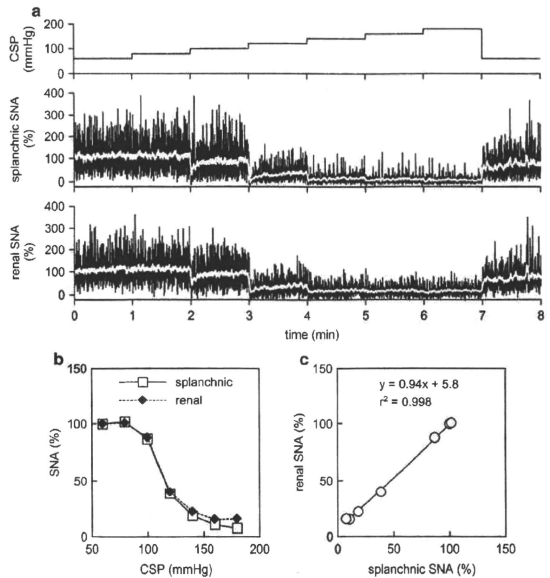 a
CSP
(mmHg)
200
100
0
splanchnic SNA
(%)
400
300
200
100
0
renal SNA
(%)
400
300
200
100
0
0 1 2 3 4 5 6 7 8
time (min)
b
SNA (%)
150
100
50
0
splanchnic
renal
50 100 150 200
CSP (mmHg)
c
renal SNA (%)
150
100
50
0
y = 0.94x + 5.8
r² = 0.998
0 50 100 150
splanchnic SNA (%)